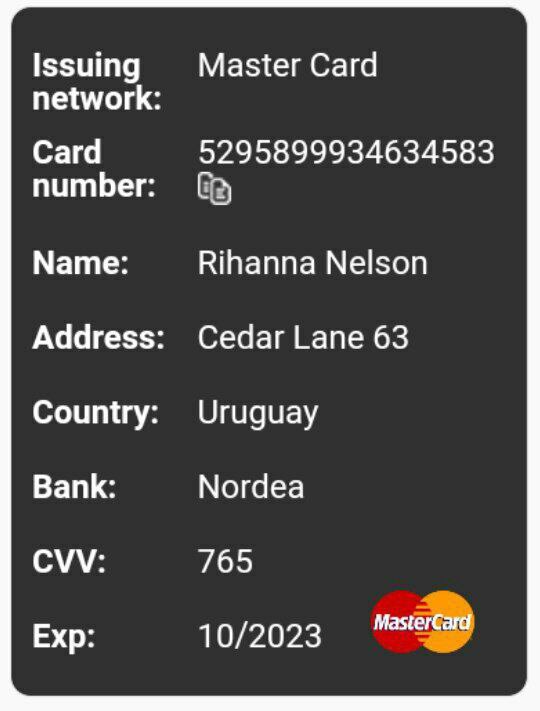 Issuing network: Master Card
Card number: 5295899934634583
Name: Rihanna Nelson
Address: Cedar Lane 63
Country: Uruguay
Bank: Nordea
CVV: 765
Exp: 10/2023
MasterCard